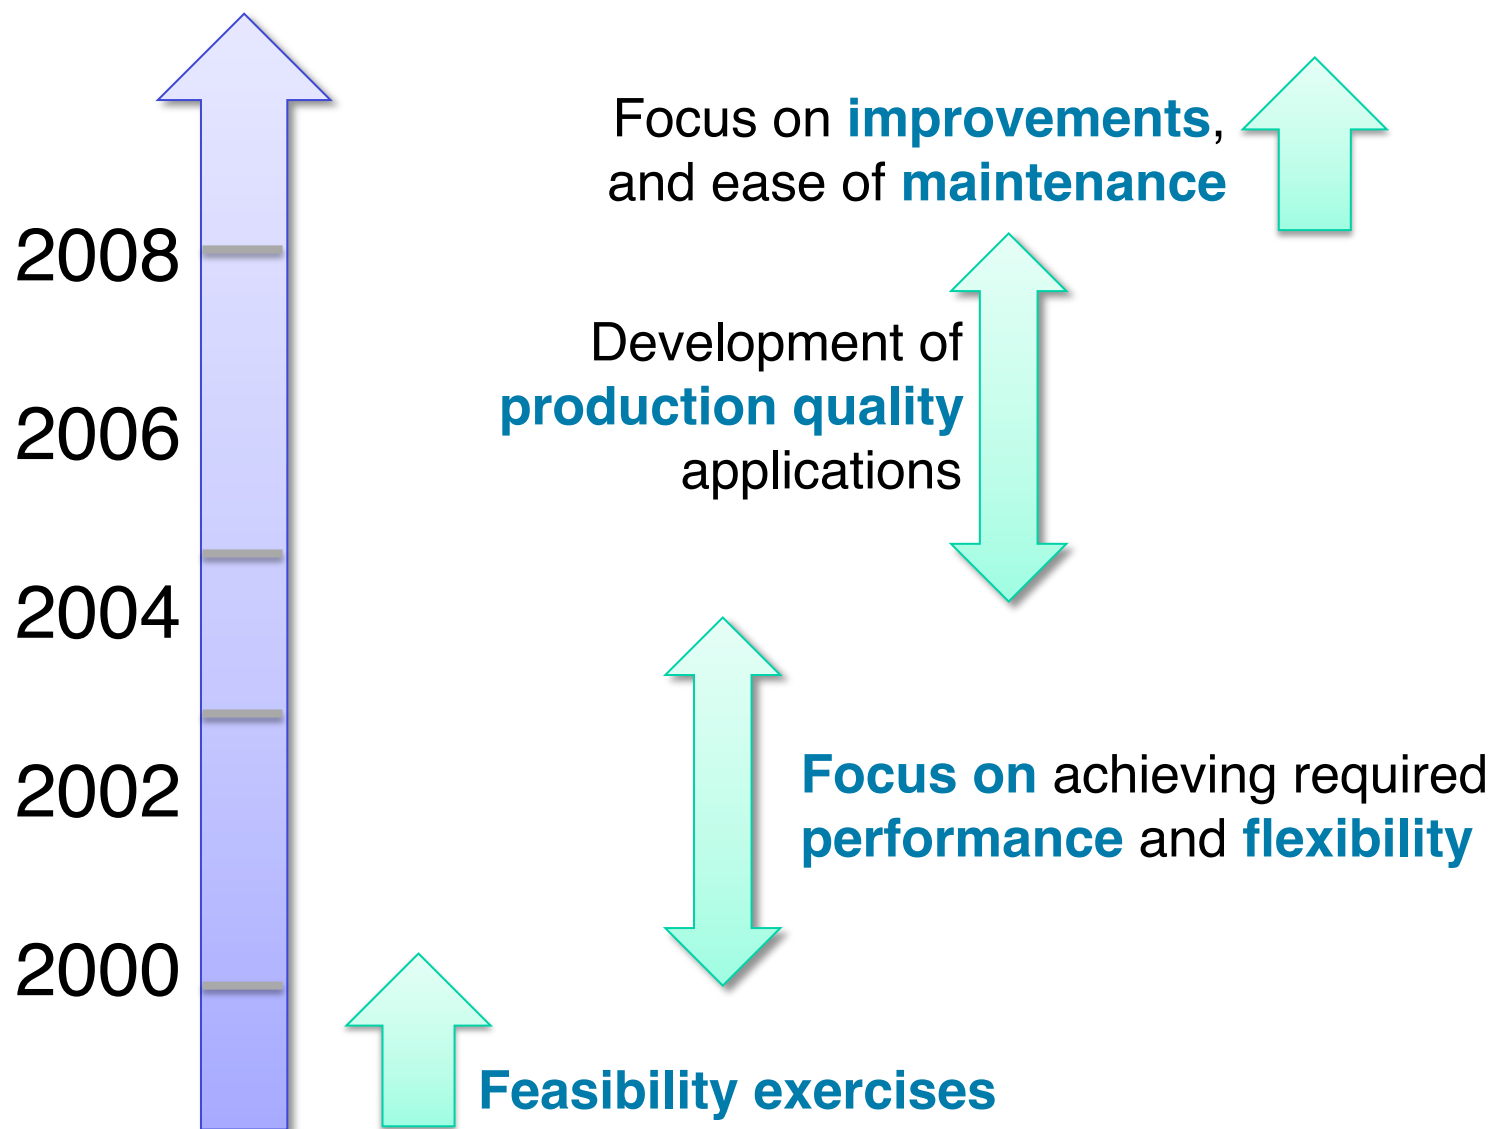 Focus on improvements,
and ease of maintenance
2008
Development of
production quality
applications
2006
2004
2002
Focus on achieving required
performance and flexibility
2000
Feasibility exercises